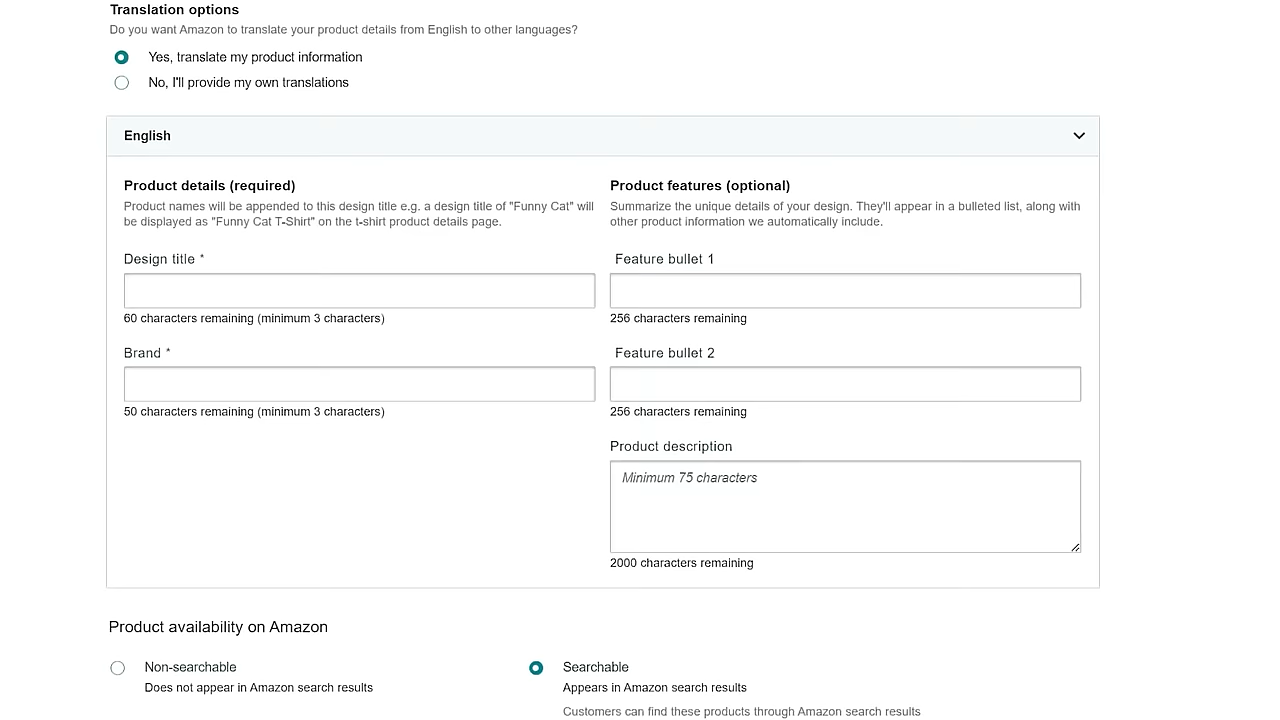 Translation options
Do you want Amazon to translate your product details from English to other languages?
Yes, translate my product information
No, I'll provide my own translations
English
Product details (required)
Product names will be appended to this design title e.g. a design title of "Funny Cat" will
be displayed as "Funny Cat T-Shirt" on the t-shirt product details page.
Design title *
60 characters remaining (minimum 3 characters)
Brand *
50 characters remaining (minimum 3 characters)
Product features (optional)
Summarize the unique details of your design. They'll appear in a bulleted list, along with
other product information we automatically include.
Feature bullet 1
256 characters remaining
Feature bullet 2
256 characters remaining
Product description
Minimum 75 characters
2000 characters remaining
Product availability on Amazon
Non-searchable
Does not appear in Amazon search results
Searchable
Appears in Amazon search results
Customers can find these products through Amazon search results